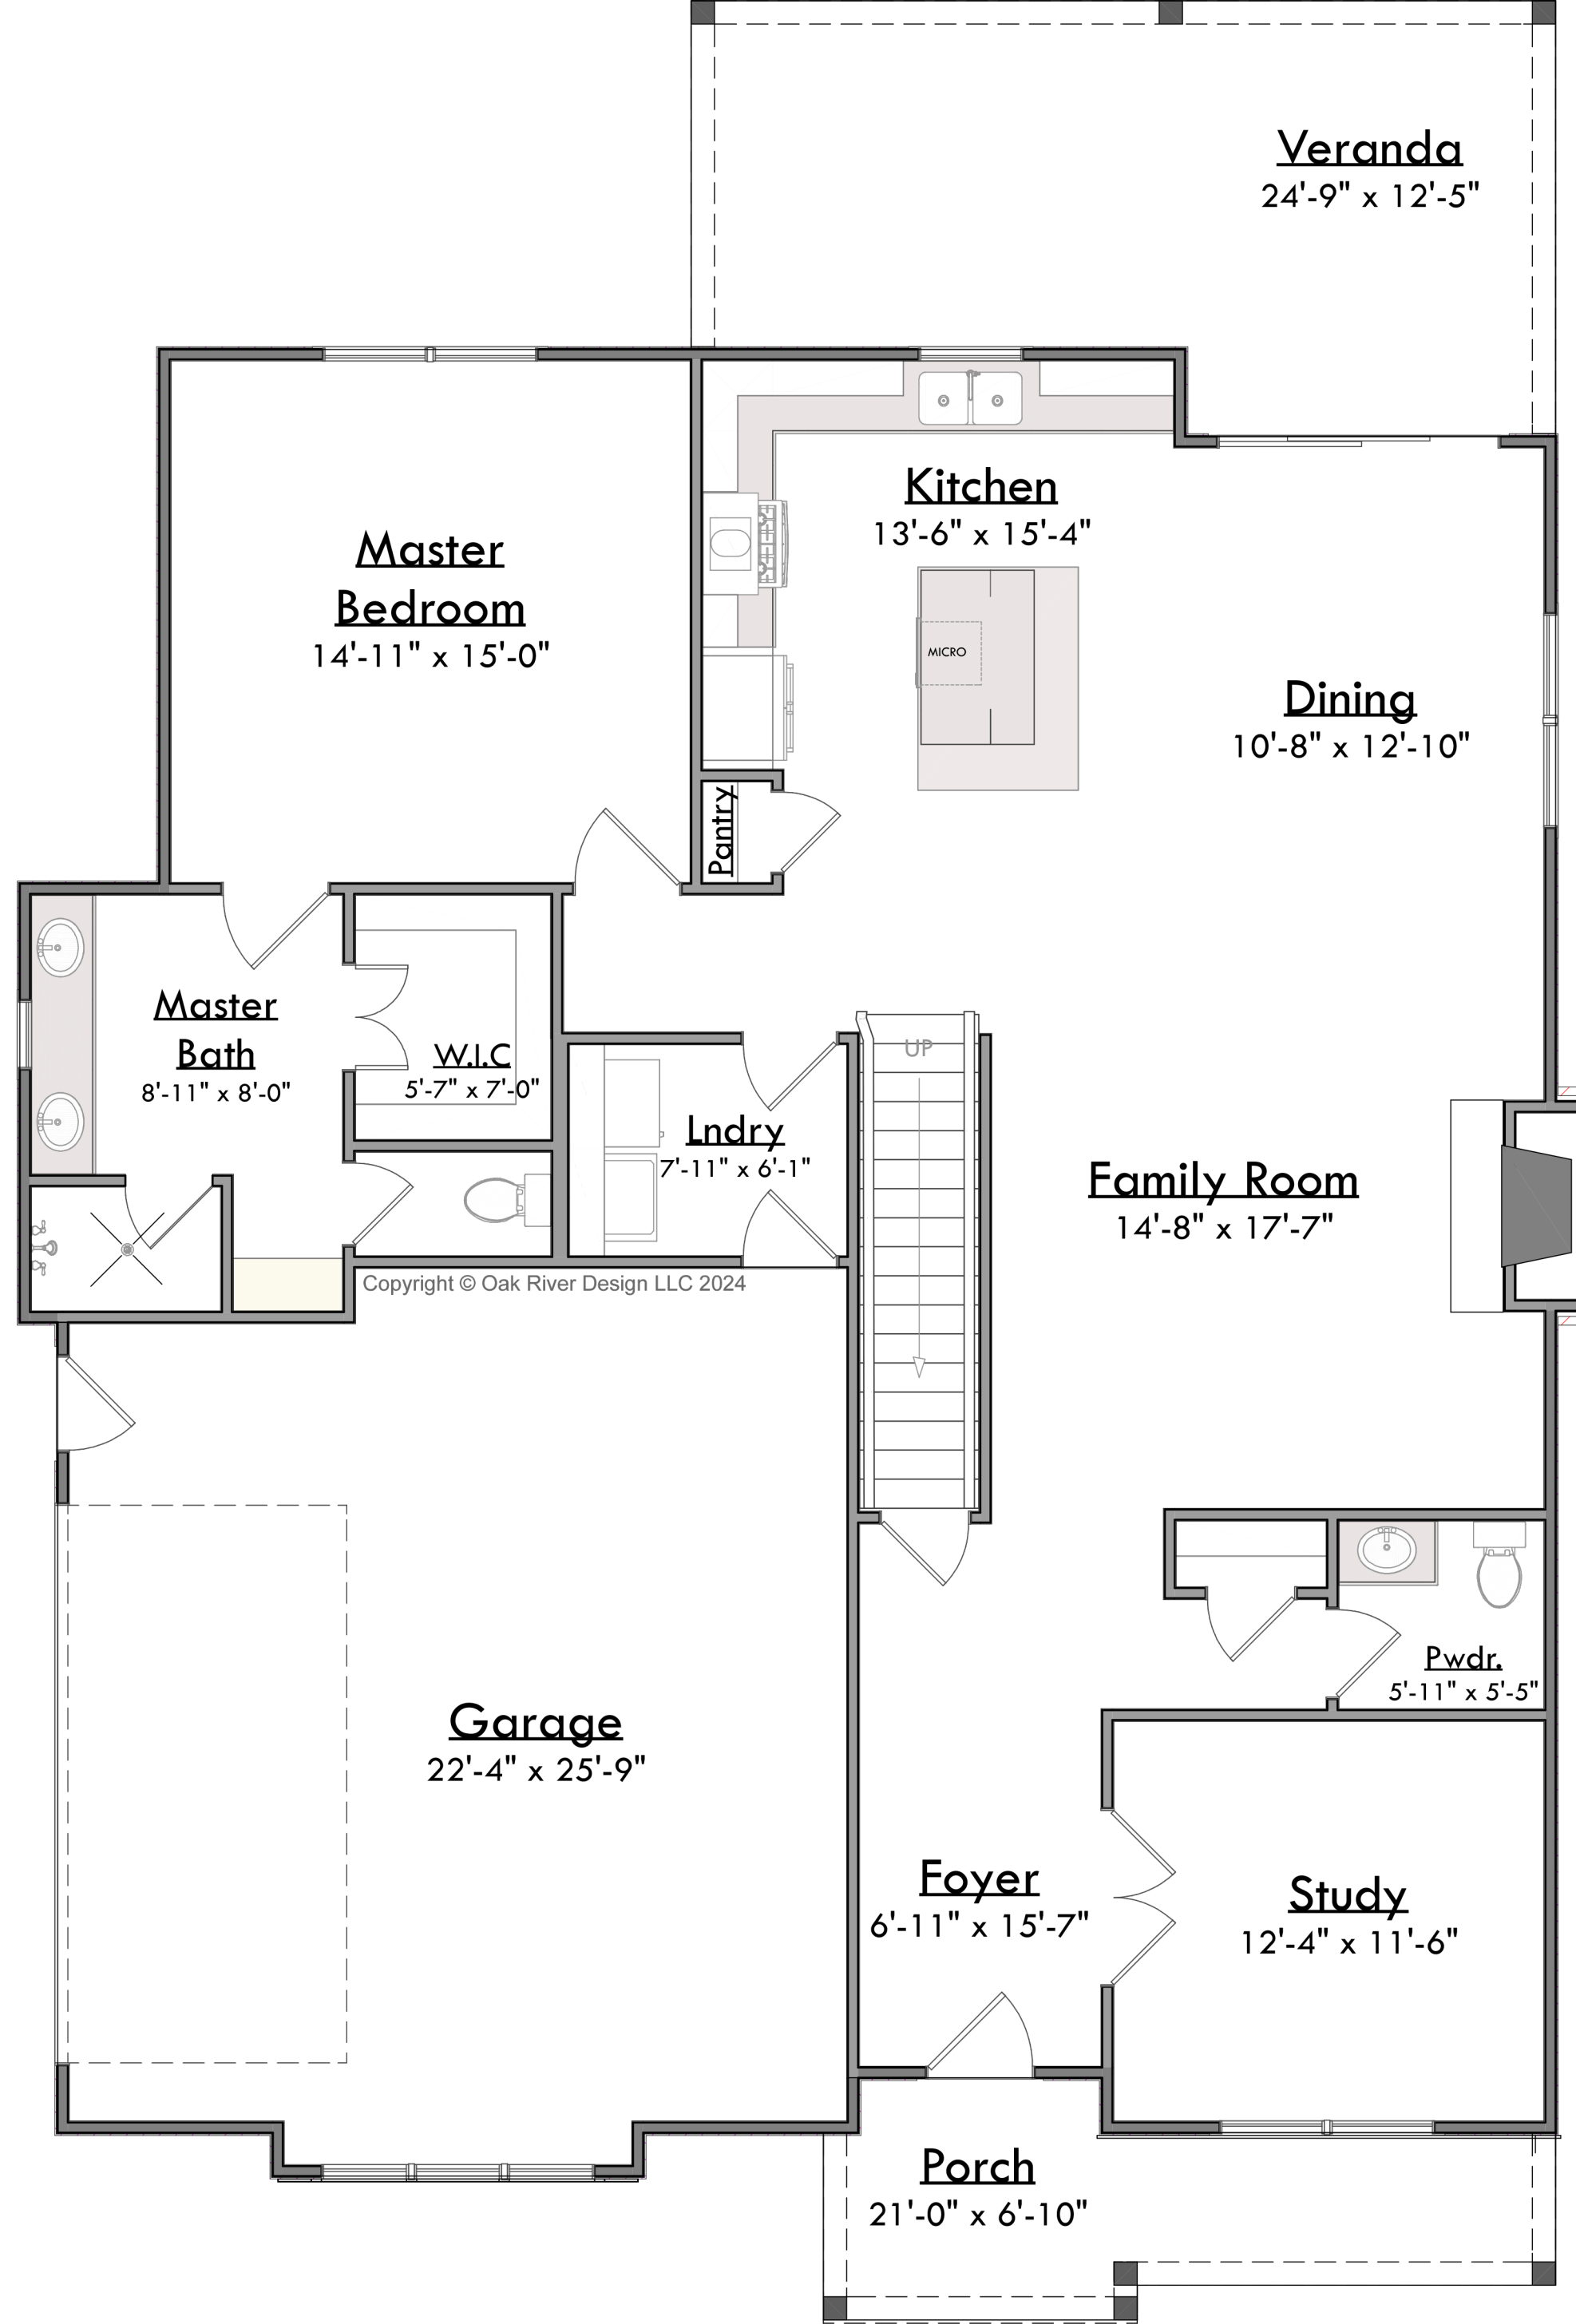 Veranda
24'-9" x 12'-5"
Kitchen
13'-6" x 15'-4"
Master
Bedroom
14'-11" x 15'-0"
MICRO
Dining
10'-8" x 12'-10"
Pantry
Master
Bath
8'-11" x 8'-0"
W.I.C
5'-7" x 7'-0"
UP
Lndry
7'-11" x 6'-1"
Family Room
14'-8" x 17'-7"
Copyright © Oak River Design LLC 2024
Pwdr.
5'-11" x 5'-5"
Garage
22'-4" x 25'-9"
Foyer
6'-11" x 15'-7"
Study
12'-4" x 11'-6"
Porch
21'-0" x 6'-10"